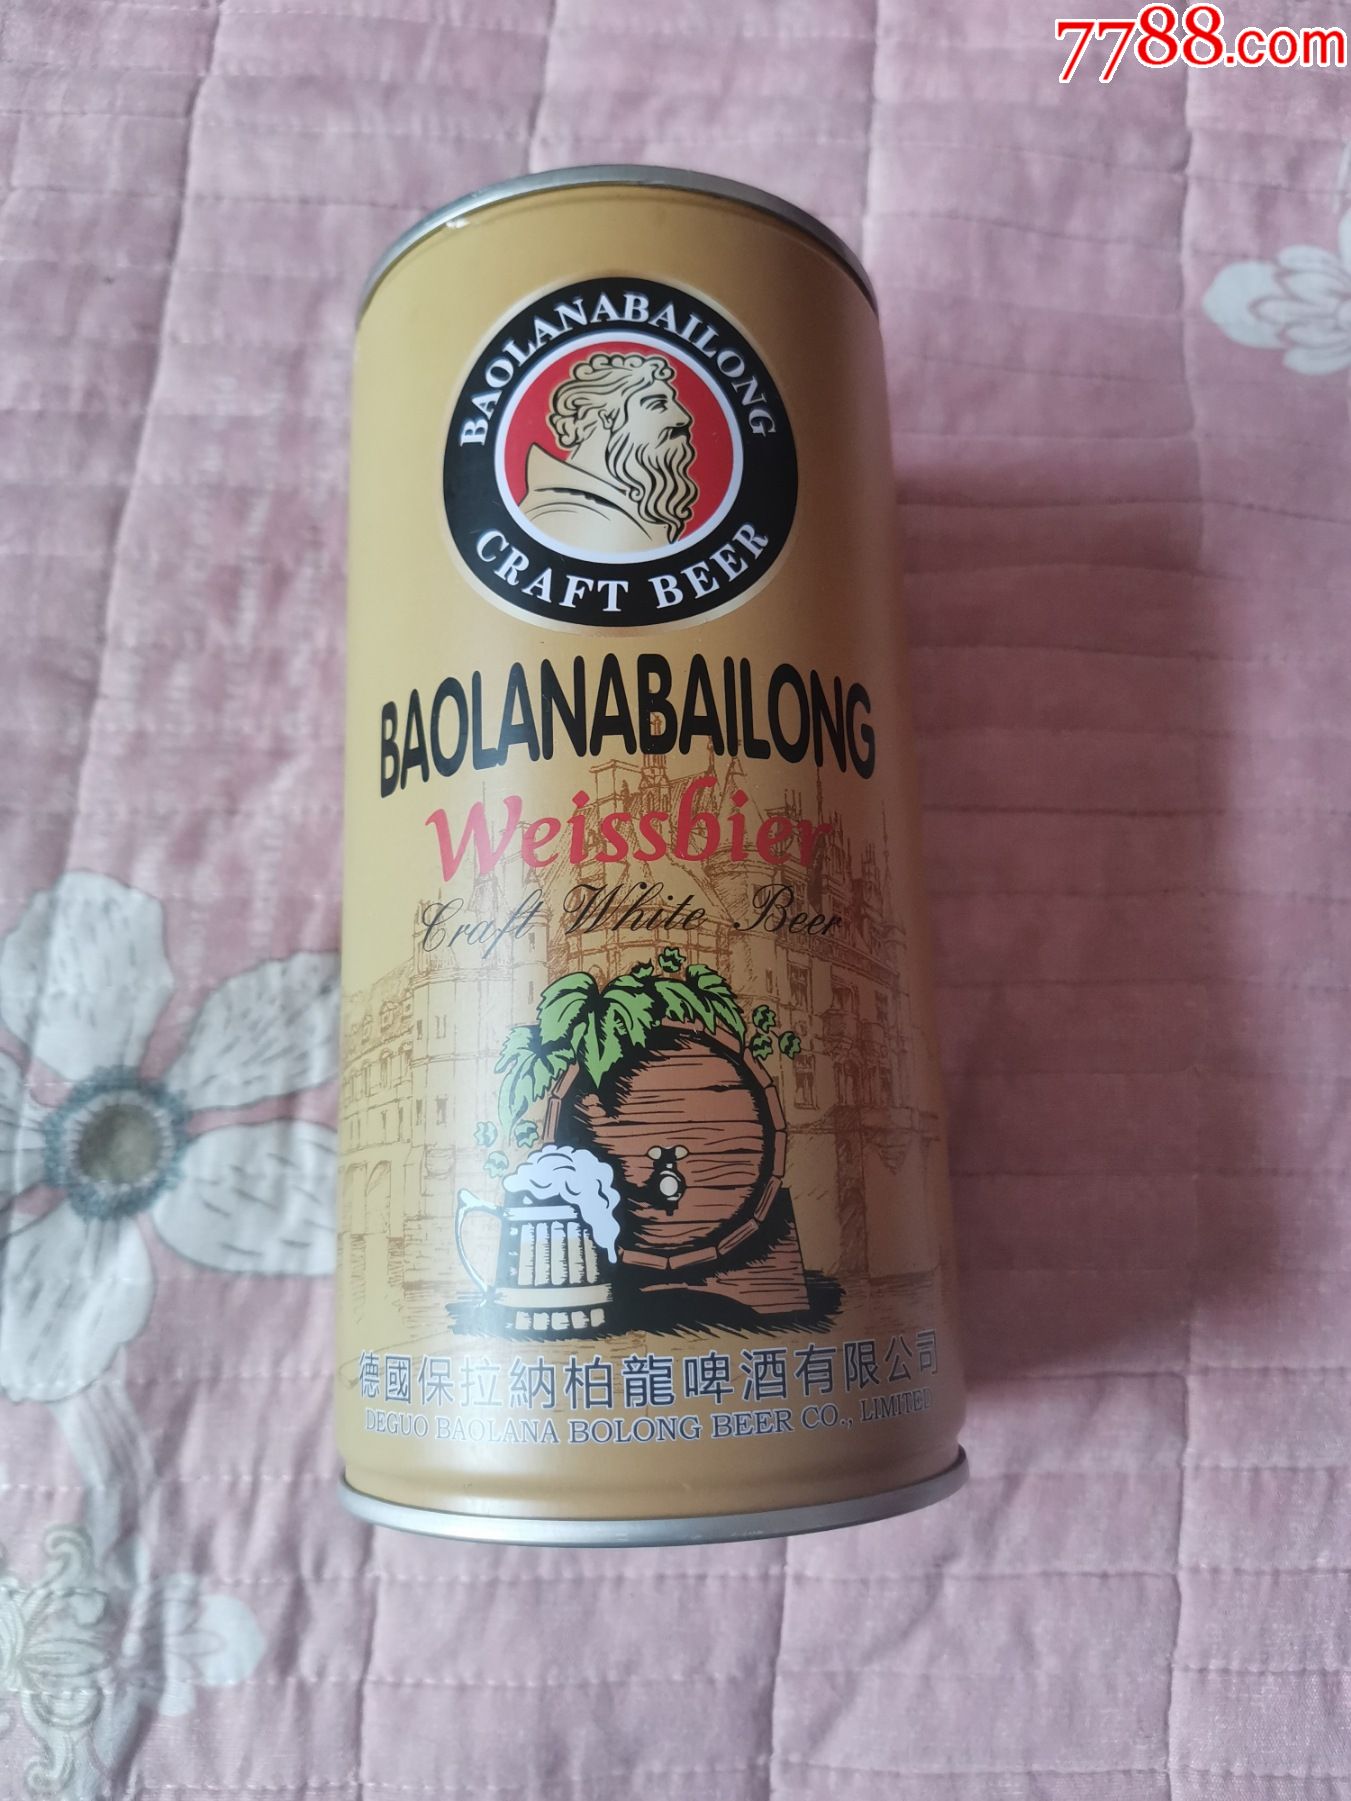 7788.com
BAOLANABAILONG
CRAFT BEER
BAOLANABAILONG
Weissbier
Craft White Beer
德國保拉納柏龍啤酒有限公司
DEGUO BAOLANA BOLONG BEER CO., LIMITED